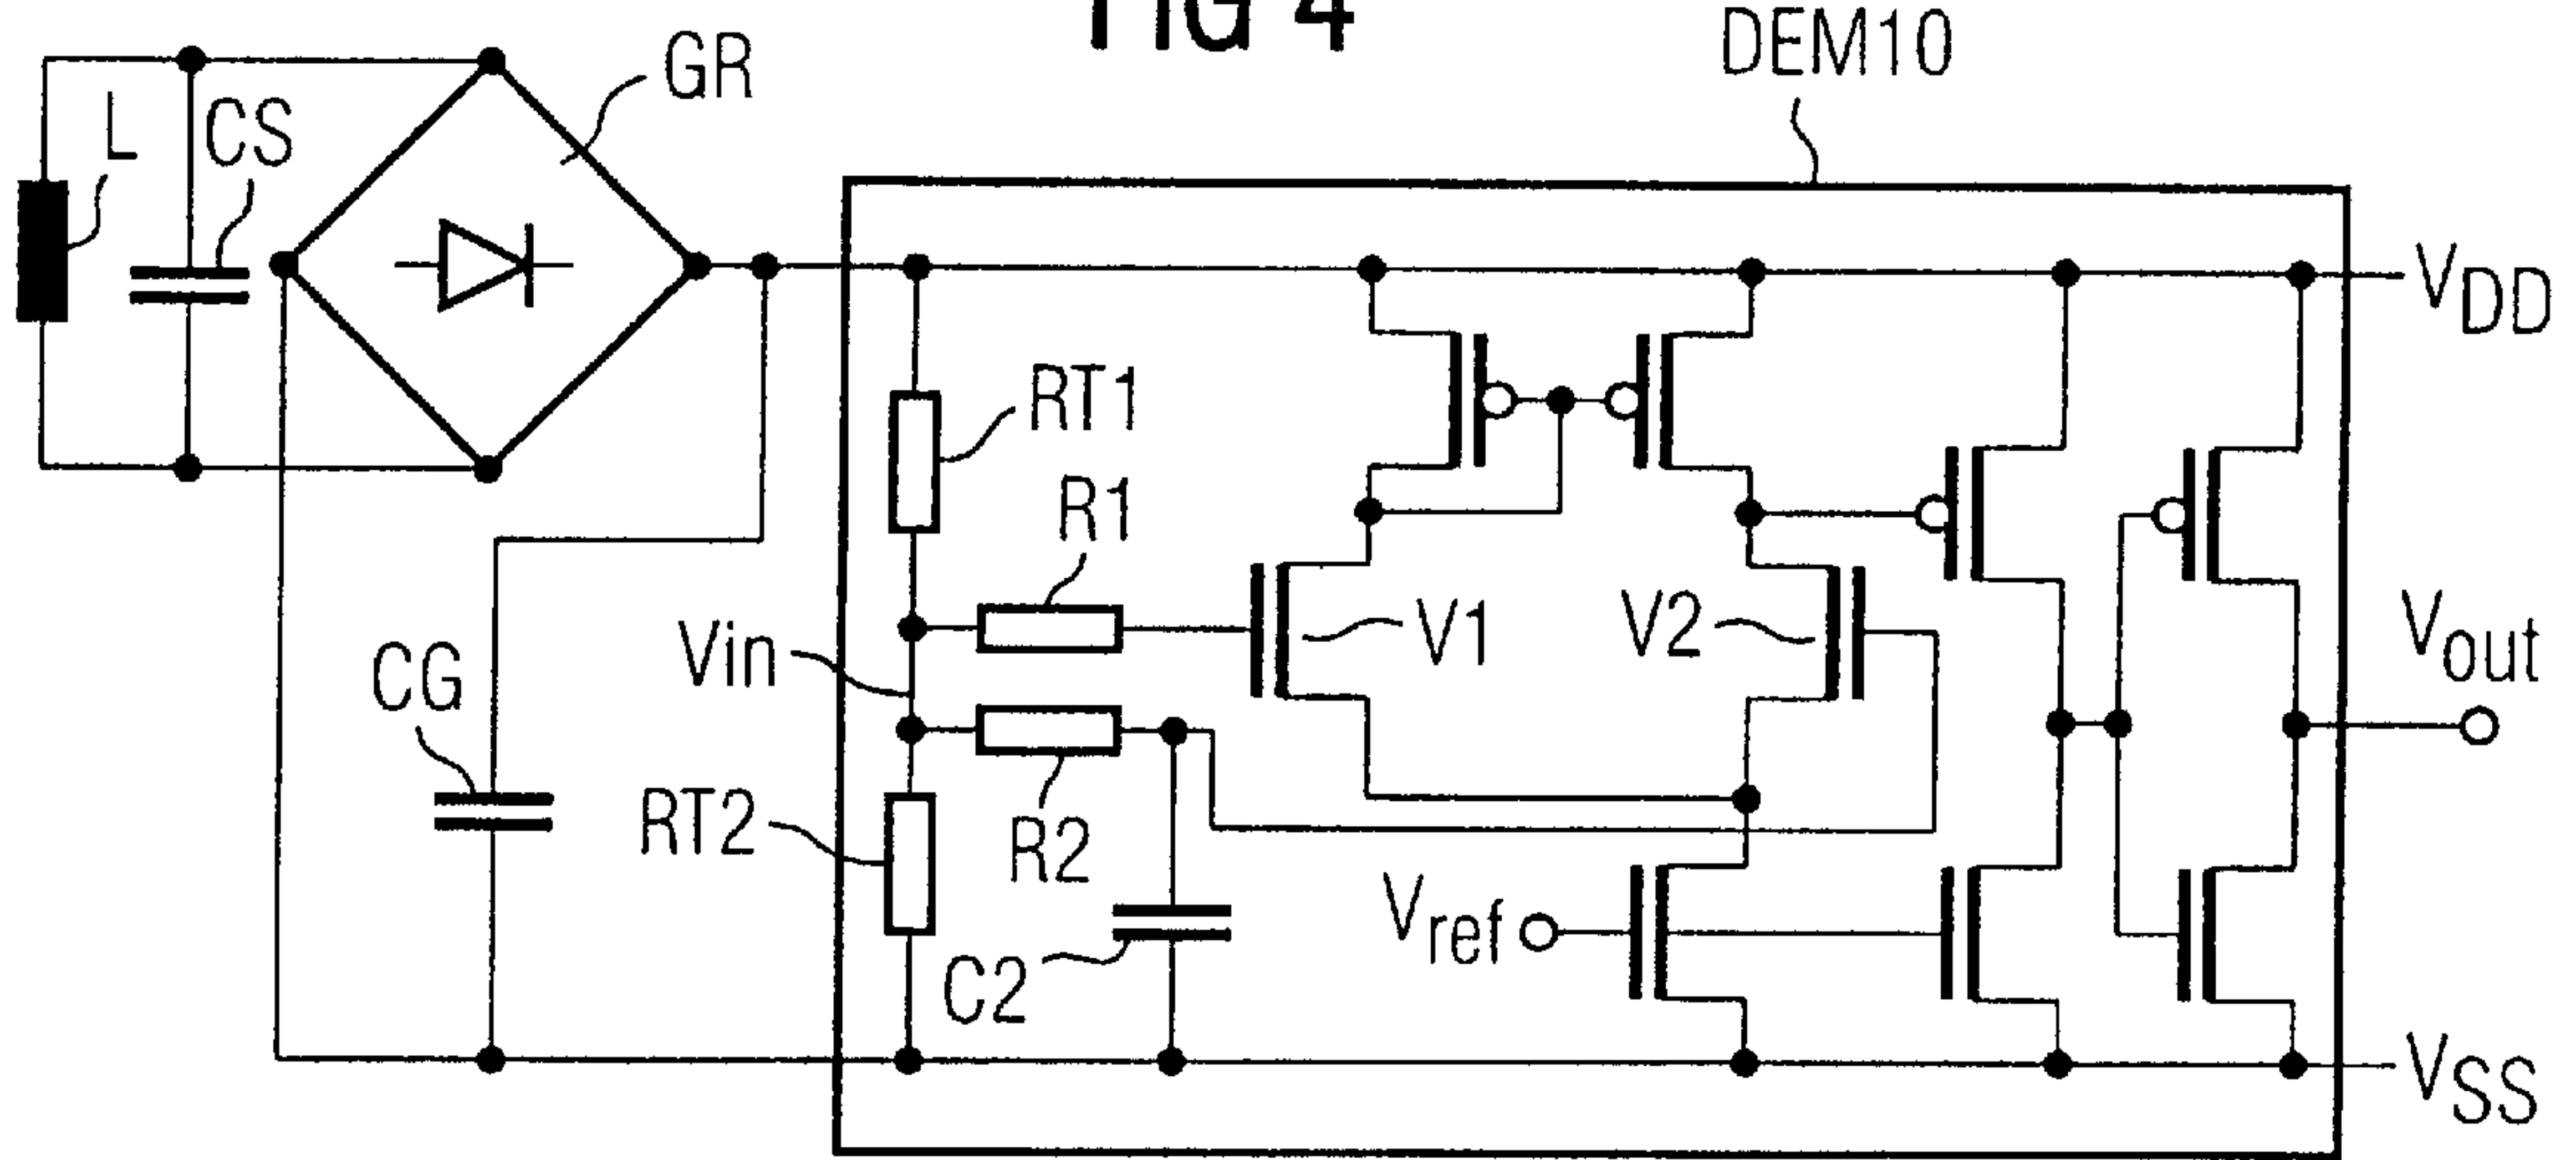 FIG 4
DEM10
GR
L
CS
VDD
RT1
R1
Vin
V1
V2
Vout
CG
RT2
R2
Vref
C2
VSS